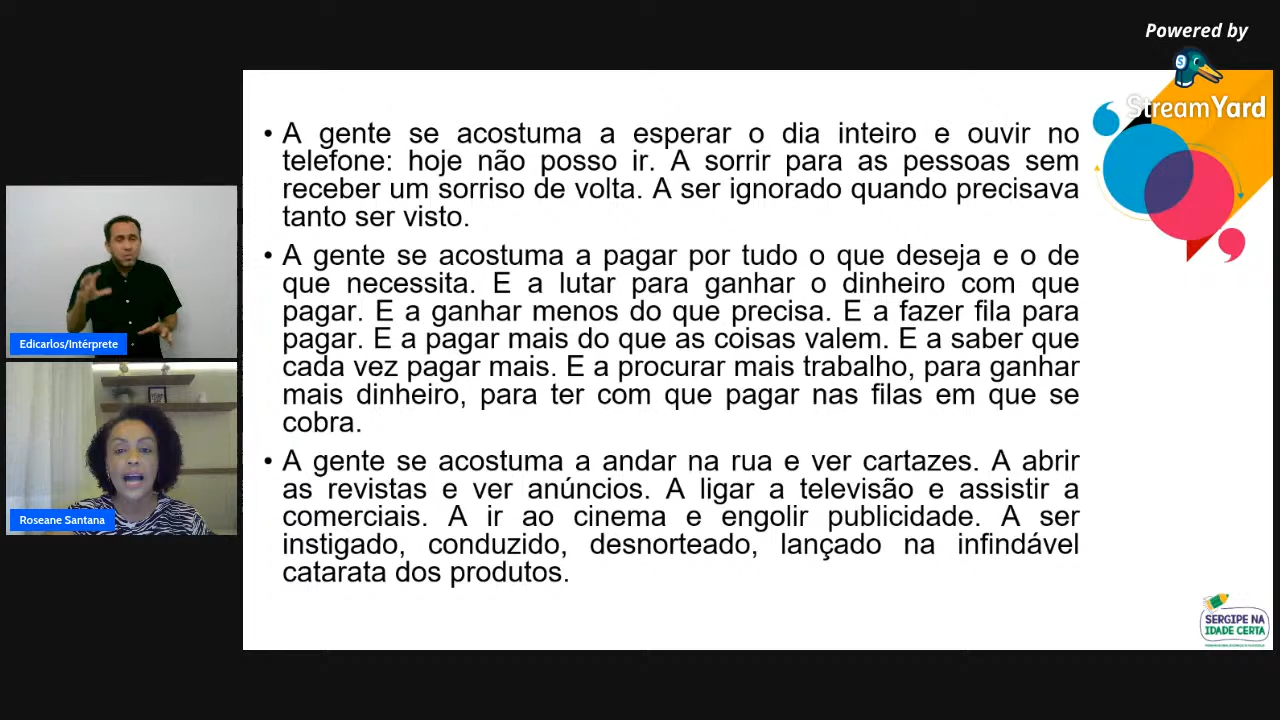 Powered by
StreamYard
• A gente se acostuma a esperar o dia inteiro e ouvir no
telefone: hoje não posso ir. A sorrir para as pessoas sem
receber um sorriso de volta. A ser ignorado quando precisava
tanto ser visto.
• A gente se acostuma a pagar por tudo o que deseja e o de
que necessita. E a lutar para ganhar o dinheiro com que
pagar. E a ganhar menos do que precisa. E a fazer fila para
pagar. E a pagar mais do que as coisas valem. E a saber que
cada vez pagar mais. E a procurar mais trabalho, para ganhar
mais dinheiro, para ter com que pagar nas filas em que se
cobra.
• A gente se acostuma a andar na rua e ver cartazes. A abrir
as revistas e ver anúncios. A ligar a televisão e assistir a
comerciais. A ir ao cinema e engolir publicidade. A ser
instigado, conduzido, desnorteado, lançado na infindável
catarata dos produtos.
Edicarlos/Intérprete
Roseane Santana
SERGIPE NA
IDADE CERTA